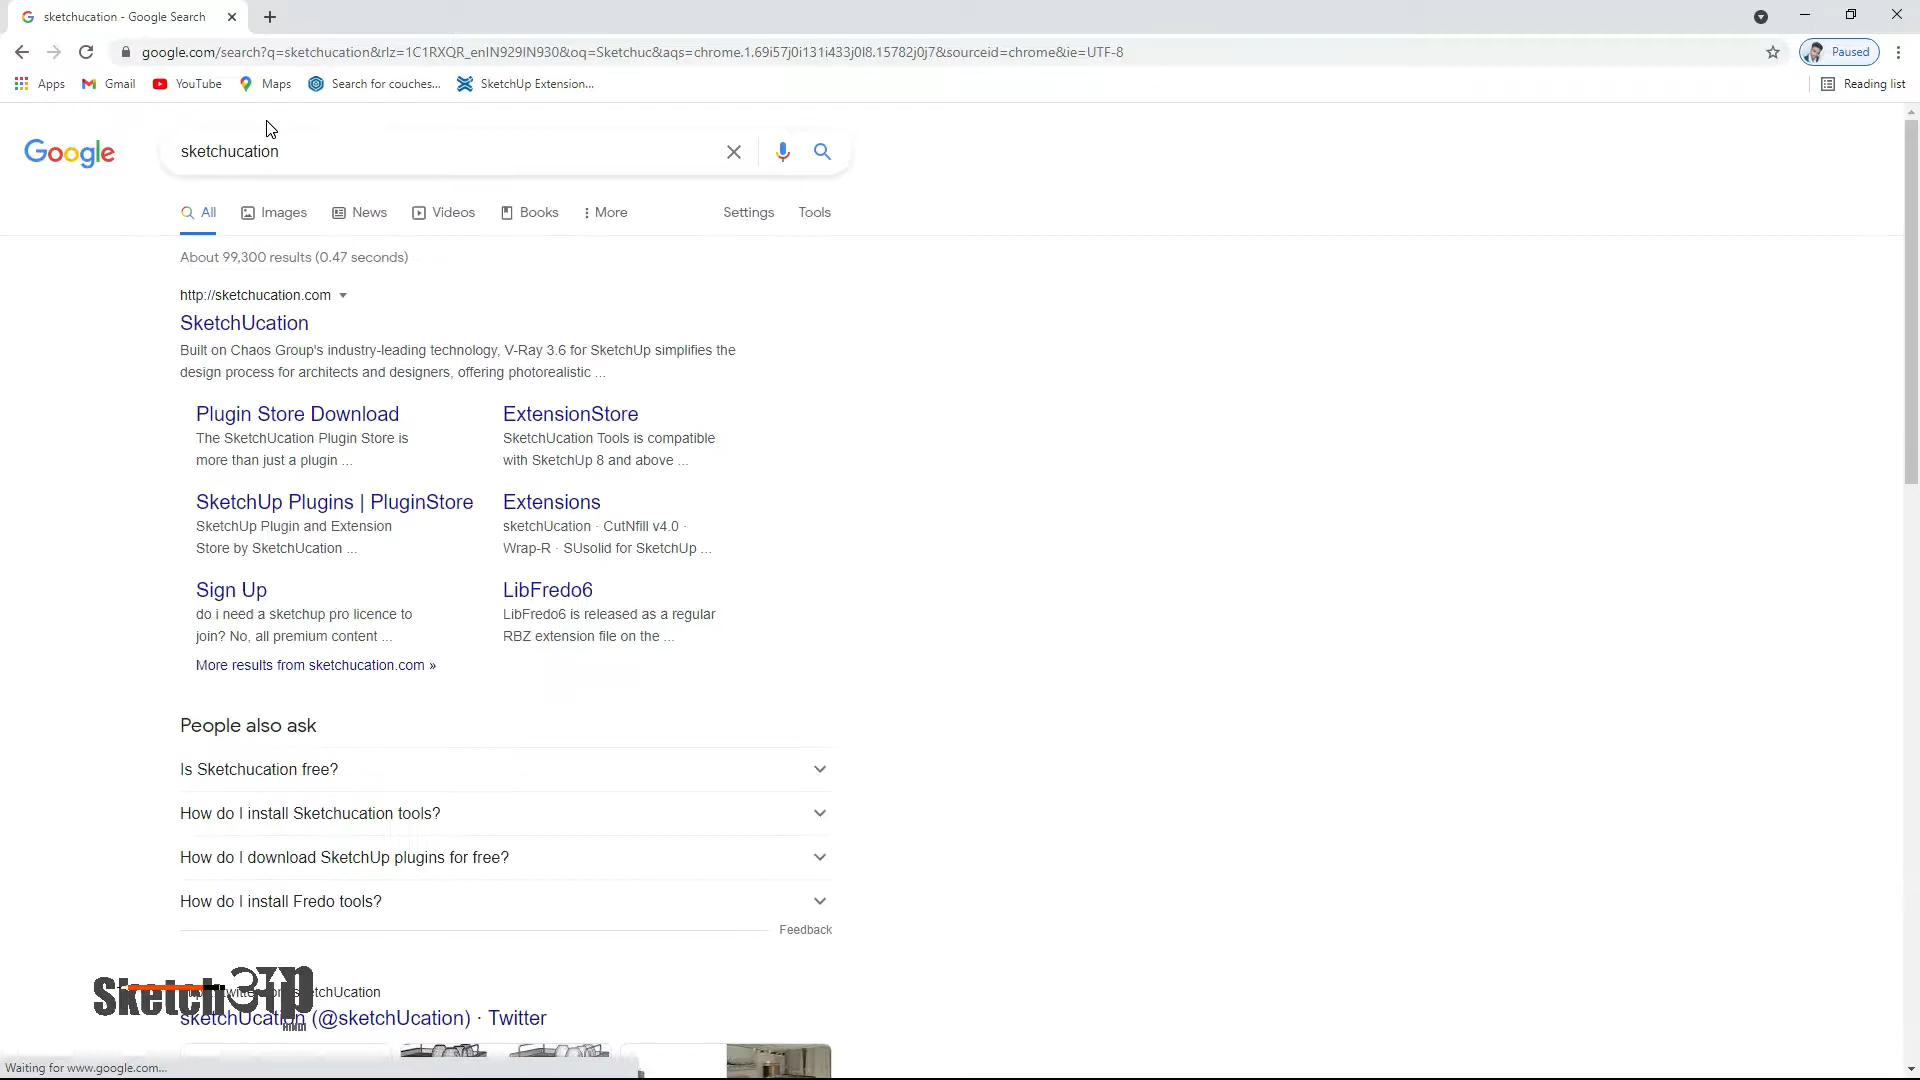 sketchucation - Google Search
google.com/search?q=sketchucation&rlz=1C1RXQR_enIN929IN930&oq=Sketchuc&aqs=chrome.1.69i57j0i131i433j0l8.15782j0j7&sourceid=chrome&ie=UTF-8
Paused
Apps
Gmail
YouTube
Maps
Search for couches...
SketchUp Extension...
Reading list
Google
sketchucation
All
Images
News
Videos
Books
More
Settings
Tools
About 99,300 results (0.47 seconds)
http://sketchucation.com
SketchUcation
Built on Chaos Group's industry-leading technology, V-Ray 3.6 for SketchUp simplifies the
design process for architects and designers, offering photorealistic ...
Plugin Store Download
The SketchUcation Plugin Store is
more than just a plugin ...
ExtensionStore
SketchUcation Tools is compatible
with SketchUp 8 and above ...
SketchUp Plugins | PluginStore
SketchUp Plugin and Extension
Store by SketchUcation ...
Extensions
sketchUcation · CutNfill v4.0 ·
Wrap-R · SUsolid for SketchUp ...
Sign Up
do i need a sketchup pro licence to
join? No, all premium content ...
LibFredo6
LibFredo6 is released as a regular
RBZ extension file on the ...
More results from sketchucation.com »
People also ask
Is Sketchucation free?
How do I install Sketchucation tools?
How do I download SketchUp plugins for free?
How do I install Fredo tools?
Feedback
Sketchआप
HINDI
sketchUcation (@sketchUcation) · Twitter
Waiting for www.google.com...